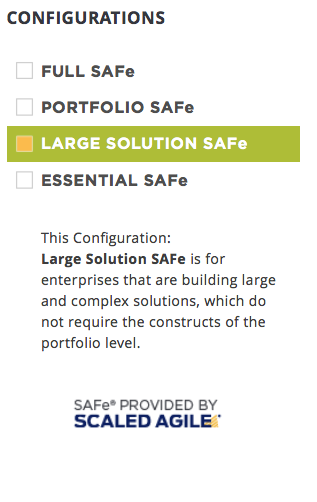 CONFIGURATIONS
FULL SAFe
PORTFOLIO SAFe
LARGE SOLUTION SAFe
ESSENTIAL SAFe
This Configuration:
Large Solution SAFe is for
enterprises that are building large
and complex solutions, which do
not require the constructs of the
portfolio level.
SAFe® PROVIDED BY
SCALED AGILE